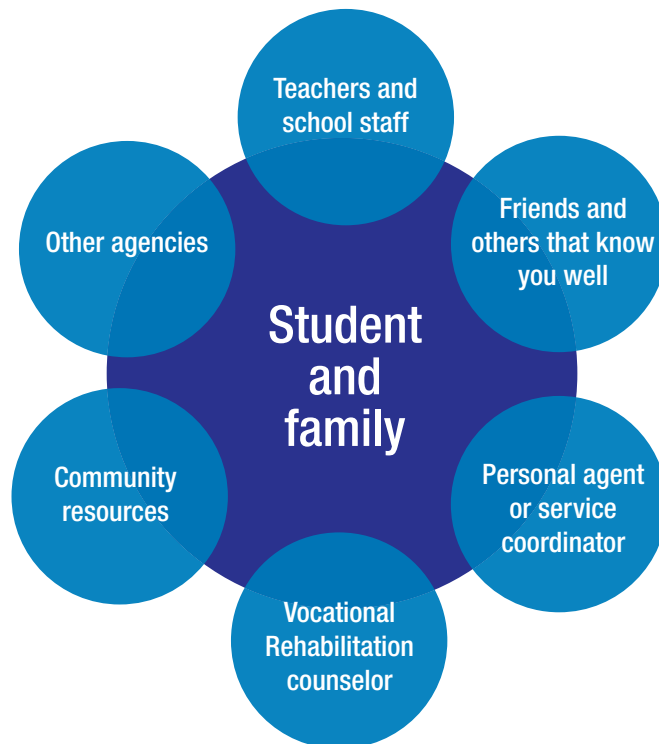 Teachers and
school staff
Friends and
others that know
you well
Other agencies
Student
and
family
Personal agent
or service
coordinator
Community
resources
Vocational
Rehabilitation
counselor